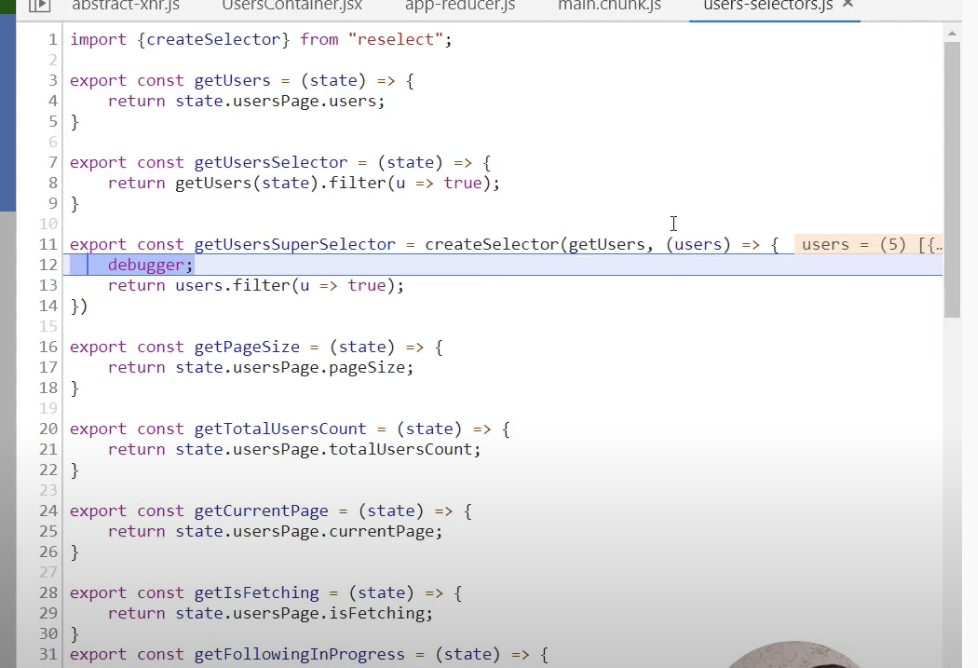 abstract-xhr.js UsersContainer.jsx app-reducer.js main.chunk.js users-selectors.js ×
1 import {createSelector} from "reselect";
2
3 export const getUsers = (state) => {
4 return state.usersPage.users;
5 }
6
7 export const getUsersSelector = (state) => {
8 return getUsers(state).filter(u => true);
9 }
10
11 export const getUsersSuperSelector = createSelector(getUsers, (users) => { users = (5) [{…
12 debugger;
13 return users.filter(u => true);
14 })
15
16 export const getPageSize = (state) => {
17 return state.usersPage.pageSize;
18 }
19
20 export const getTotalUsersCount = (state) => {
21 return state.usersPage.totalUsersCount;
22 }
23
24 export const getCurrentPage = (state) => {
25 return state.usersPage.currentPage;
26 }
27
28 export const getIsFetching = (state) => {
29 return state.usersPage.isFetching;
30 }
31 export const getFollowingInProgress = (state) => {